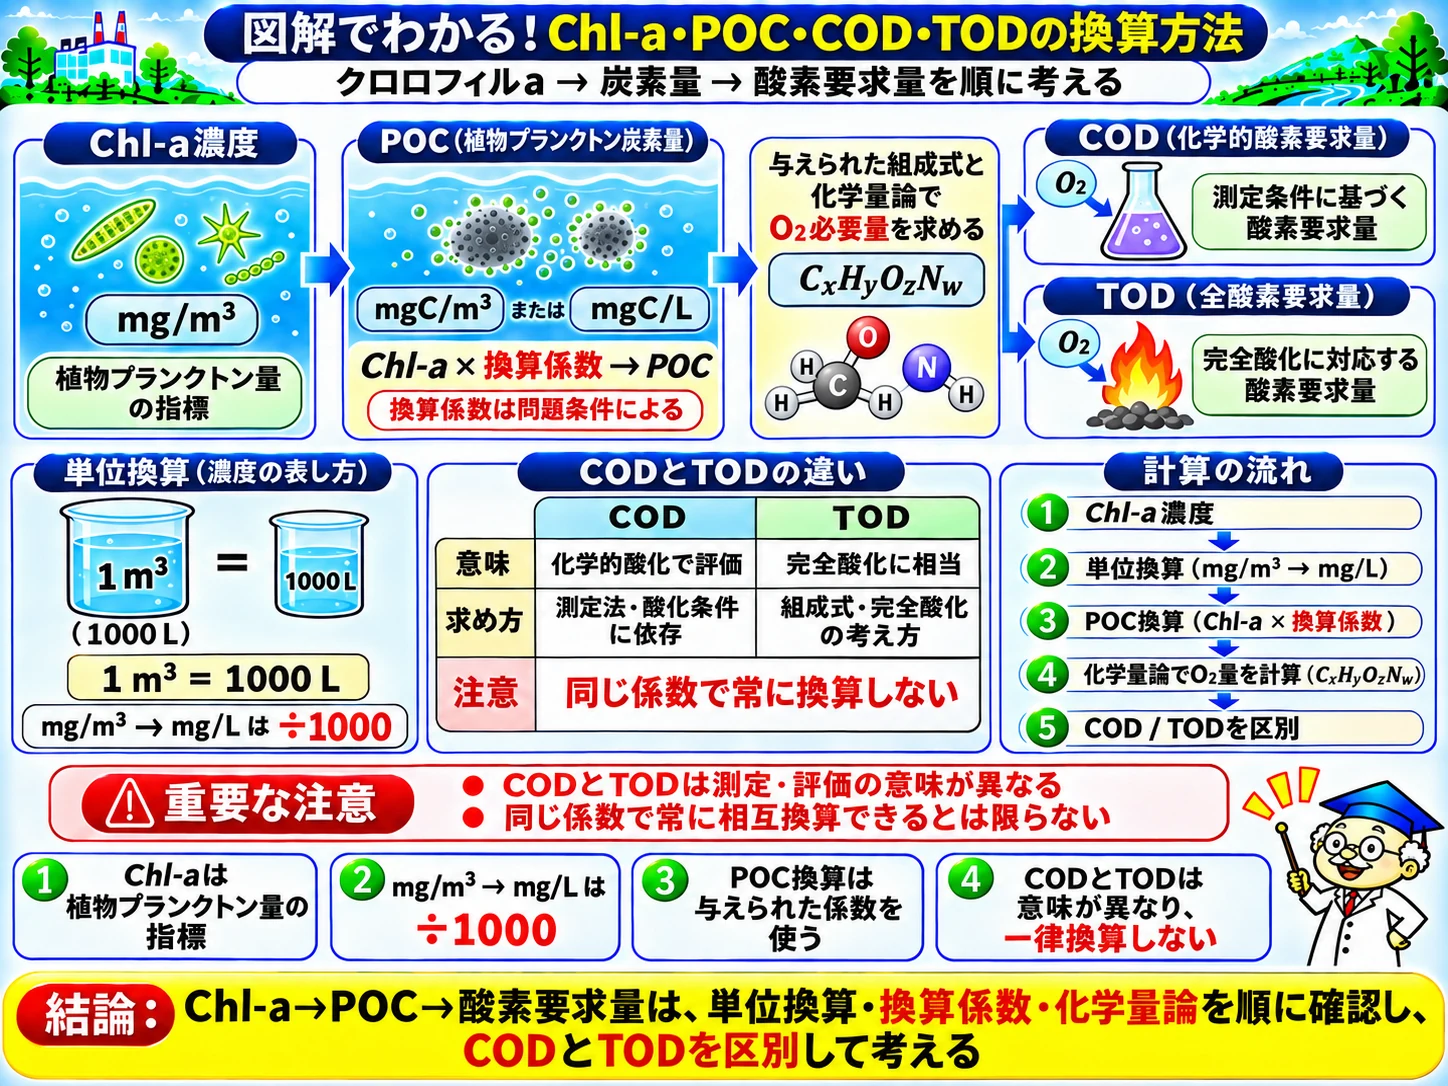 図解でわかる!Chl-a・POC・COD・TODの換算方法
クロロフィルa → 炭素量 → 酸素要求量を順に考える
Chl-a濃度
mg/m³
植物プランクトン量
の指標
POC(植物プランクトン炭素量)
mgC/m³ または mgC/L
Chl-a × 換算係数 → POC
換算係数は問題条件による
与えられた組成式と
化学量論で
O₂必要量を求める
CxHyOzNw
O
H
C
N
H
H
H
COD(化学的酸素要求量)
O₂
測定条件に基づく
酸素要求量
TOD(全酸素要求量)
O₂
完全酸化に対応する
酸素要求量
単位換算(濃度の表し方)
1m³
=
1000L
(1000L)
1 m³ = 1000 L
mg/m³ → mg/L は ÷1000
CODとTODの違い
COD TOD
意味 化学的酸化で評価 完全酸化に相当
求め方 測定法・酸化条件 組成式・完全酸化
に依存 の考え方
注意 同じ係数で常に換算しない
計算の流れ
1 Chl-a濃度
2 単位換算(mg/m³ → mg/L)
3 POC換算(Chl-a × 換算係数)
4 化学量論でO₂量を計算(CxHyOzNw)
5 COD / TODを区別
重要な注意
● CODとTODは測定・評価の意味が異なる
● 同じ係数で常に相互換算できるとは限らない
1 Chl-aは
植物プランクトン量の
指標
2 mg/m³ → mg/L は
÷1000
3 POC換算は
与えられた係数を
使う
4 CODとTODは
意味が異なり、
一律換算しない
結論: Chl-a→POC→酸素要求量は、単位換算・換算係数・化学量論を順に確認し、
CODとTODを区別して考える